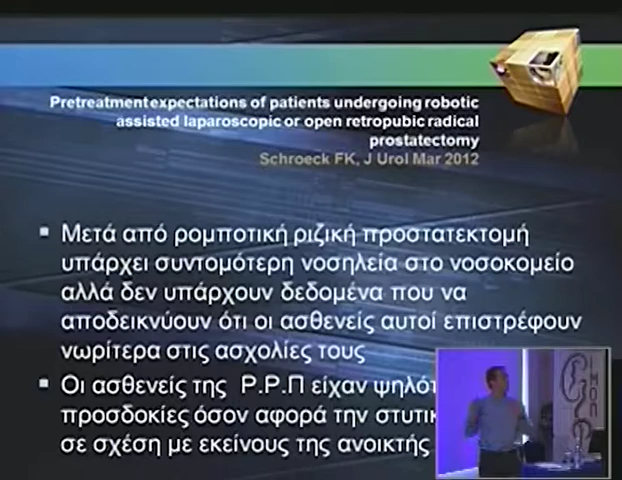 Pretreatment expectations of patients undergoing robotic
assisted laparoscopic or open retropubic radical
prostatectomy
Schroeck FK, J Urol Mar 2012
Μετά από ρομποτική ριζική προστατεκτομή
υπάρχει συντομότερη νοσηλεία στο νοσοκομείο
αλλά δεν υπάρχουν δεδομένα που να
αποδεικνύουν ότι οι ασθενείς αυτοί επιστρέφουν
νωρίτερα στις ασχολίες τους
Οι ασθενείς της Ρ.Ρ.Π είχαν
προσδοκίες όσον αφορά την
σε σχέση με εκείνους της ανοικτής